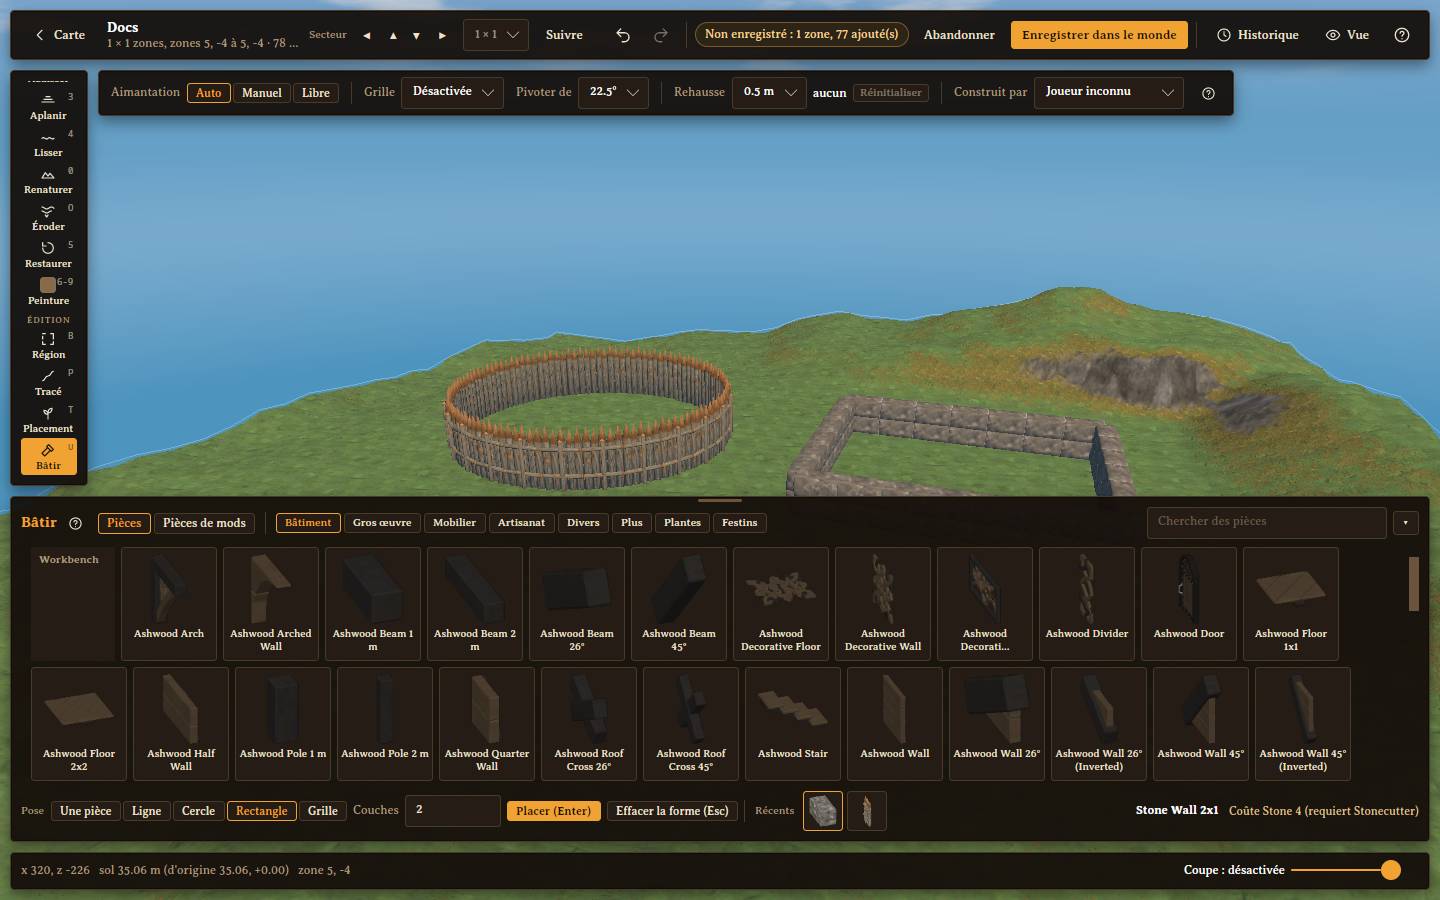 Carte
Docs
1 × 1 zones, zones 5, -4 à 5, -4 · 78 ...
Secteur
1 × 1
Suivre
Non enregistré : 1 zone, 77 ajouté(s)
Abandonner
Enregistrer dans le monde
Historique
Vue
Aimantation
Auto
Manuel
Libre
Grille
Désactivée
Pivoter de
22.5°
Rehausse
0.5 m
aucun
Réinitialiser
Construit par
Joueur inconnu
3
Aplanir
4
Lisser
0
Renaturer
O
Éroder
5
Restaurer
6-9
Peinture
ÉDITION
B
Région
P
Tracé
T
Placement
U
Bâtir
Bâtir
Pièces
Pièces de mods
Bâtiment
Gros œuvre
Mobilier
Artisanat
Divers
Plus
Plantes
Festins
Chercher des pièces
Workbench
Ashwood Arch
Ashwood Arched
Wall
Ashwood Beam 1
m
Ashwood Beam 2
m
Ashwood Beam
26°
Ashwood Beam
45°
Ashwood
Decorative Floor
Ashwood
Decorative Wall
Ashwood
Decorati...
Ashwood Divider
Ashwood Door
Ashwood Floor
1x1
Ashwood Floor
2x2
Ashwood Half
Wall
Ashwood Pole 1 m
Ashwood Pole 2 m
Ashwood Quarter
Wall
Ashwood Roof
Cross 26°
Ashwood Roof
Cross 45°
Ashwood Stair
Ashwood Wall
Ashwood Wall 26°
Ashwood Wall 26°
(Inverted)
Ashwood Wall 45°
Ashwood Wall 45°
(Inverted)
Pose
Une pièce
Ligne
Cercle
Rectangle
Grille
Couches
2
Placer (Enter)
Effacer la forme (Esc)
Récents
Stone Wall 2x1
Coûte Stone 4 (requiert Stonecutter)
x 320, z -226 sol 35.06 m (d'origine 35.06, +0.00) zone 5, -4
Coupe : désactivée